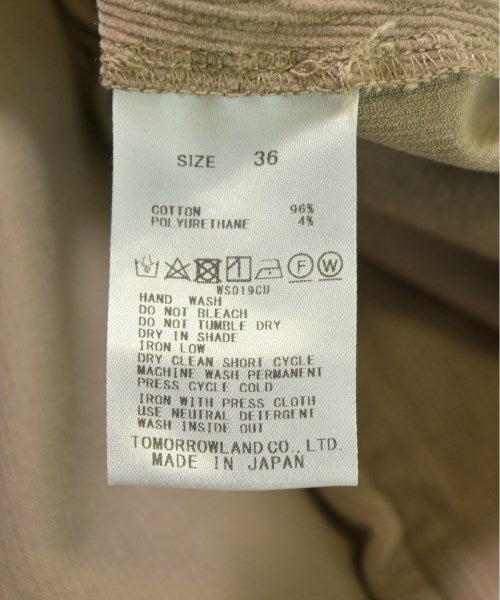 SIZE 36
COTTON 96%
POLYURETHANE 4%
F W
WS019CU
HAND WASH
DO NOT BLEACH
DO NOT TUMBLE DRY
DRY IN SHADE
IRON LOW
DRY CLEAN SHORT CYCLE
MACHINE WASH PERMANENT
PRESS CYCLE COLD
IRON WITH PRESS CLOTH
USE NEUTRAL DETERGENT
WASH INSIDE OUT
TOMORROWLAND CO., LTD.
MADE IN JAPAN